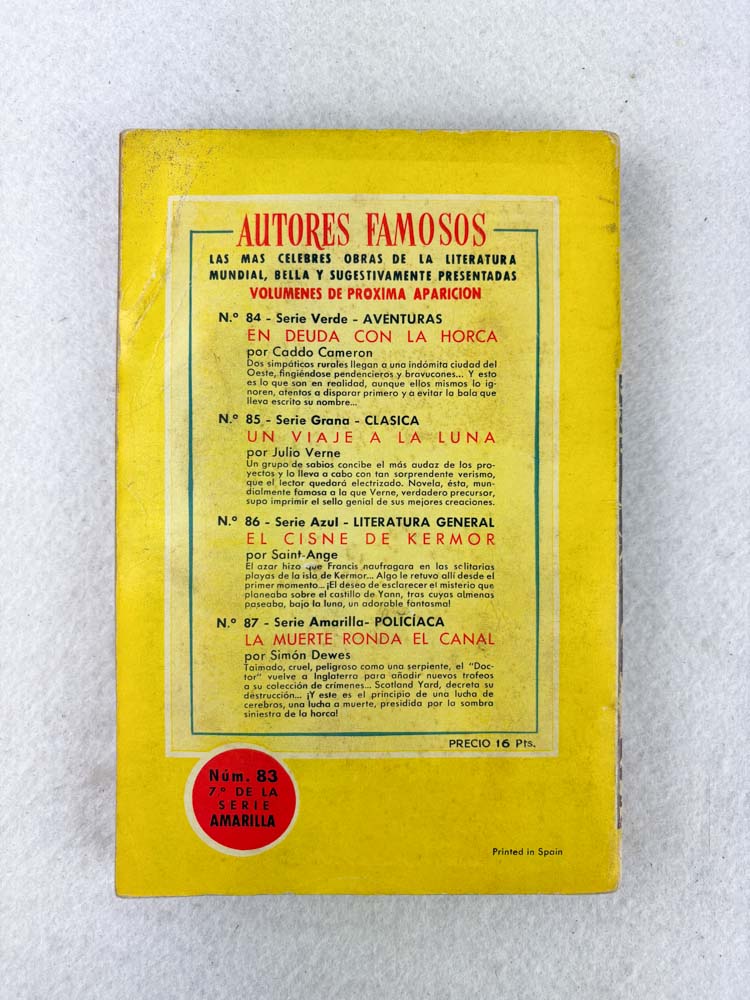 AUTORES FAMOSOS
LAS MAS CELEBRES OBRAS DE LA LITERATURA
MUNDIAL, BELLA Y SUGESTIVAMENTE PRESENTADAS
VOLUMENES DE PROXIMA APARICION
N.º 84 - Serie Verde - AVENTURAS
EN DEUDA CON LA HORCA
por Caddo Cameron
Dos simpáticos rurales llegan a una indómita ciudad del
Oeste, fingiéndose pendencieros y bravucones... Y esto
es lo que son en realidad, aunque ellos mismos lo ig-
noren, atentos a disparar primero y a evitar la bala que
lleva escrito su nombre...
N.º 85 - Serie Grana - CLASICA
UN VIAJE A LA LUNA
por Julio Verne
Un grupo de sabios concibe el más audaz de los pro-
yectos y la lleva a cabo con tan sorprendente verismo,
que el lector quedará electrizado. Novela, ésta, mun-
dialmente famosa a la que Verne, verdadero precursor,
supo imprimir el sello genial de sus mejores creaciones.
N.º 86 - Serie Azul - LITERATURA GENERAL
EL CISNE DE KERMOR
por Saint-Ange
El azar hizo que Francis naufragara en las solitarias
playas de la isla de Kermor... Algo le retuvo allí desde el
primer momento... ¡El deseo de esclarecer el misterio que
planeaba sobre el castillo de Yann, tras cuyas almenas
paseaba, bajo la luna, un adorable fantasma!
N.º 87 - Serie Amarilla- POLICÍACA
LA MUERTE RONDA EL CANAL
por Simón Dewes
Taimado, cruel, peligroso como una serpiente, el "Doc-
tor" vuelve a Inglaterra para añadir nuevos trofeos
a su colección de crímenes... Scotland Yard, decreta su
destrucción... ¡Y este es el principio de una lucha de
cerebros, una lucha a muerte, presidida por la sombra
siniestra de la horca!
PRECIO 16 Pts.
Núm. 83
7º DE LA
SERIE
AMARILLA
Printed in Spain